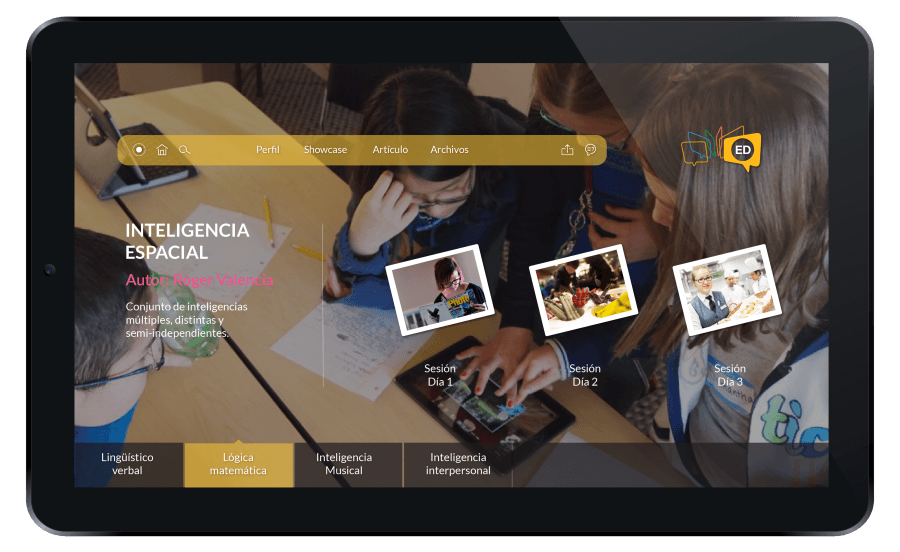 Perfil Showcase Artículo Archivos
ED
INTELIGENCIA
ESPACIAL
Autor: Roger Valencia
Conjunto de inteligencias
múltiples, distintas y
semi-independientes.
Sesión
Día 1
Sesión
Día 2
Sesión
Día 3
tic
Lingüístico
verbal
Lógica
matemática
Inteligencia
Musical
Inteligencia
interpersonal